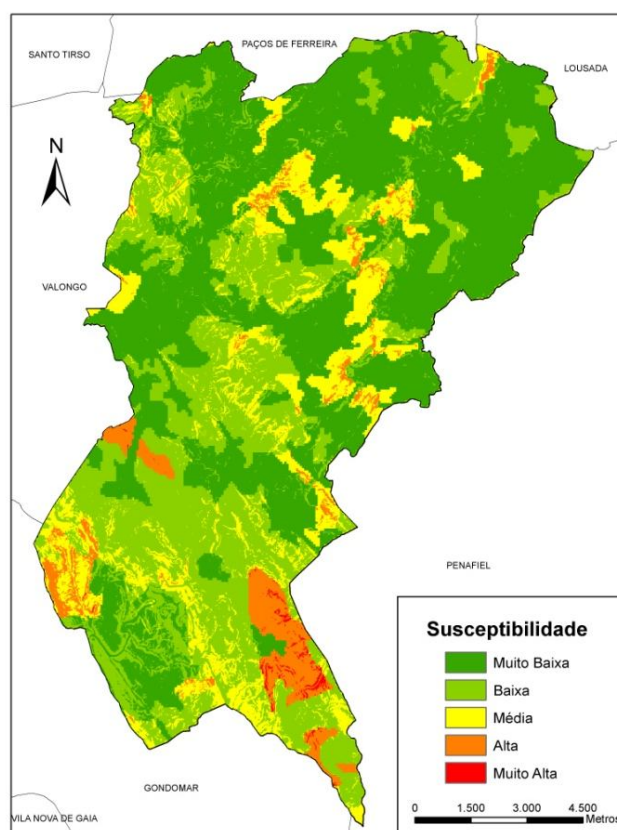 PAÇOS DE FERREIRA
SANTO TIRSO
LOUSADA
N
VALONGO
PENAFIEL
Susceptibilidade
Muito Baixa
Baixa
Média
Alta
Muito Alta
GONDOMAR
0 1.500 3.000 4.500
Metros
VILA NOVA DE GAIA